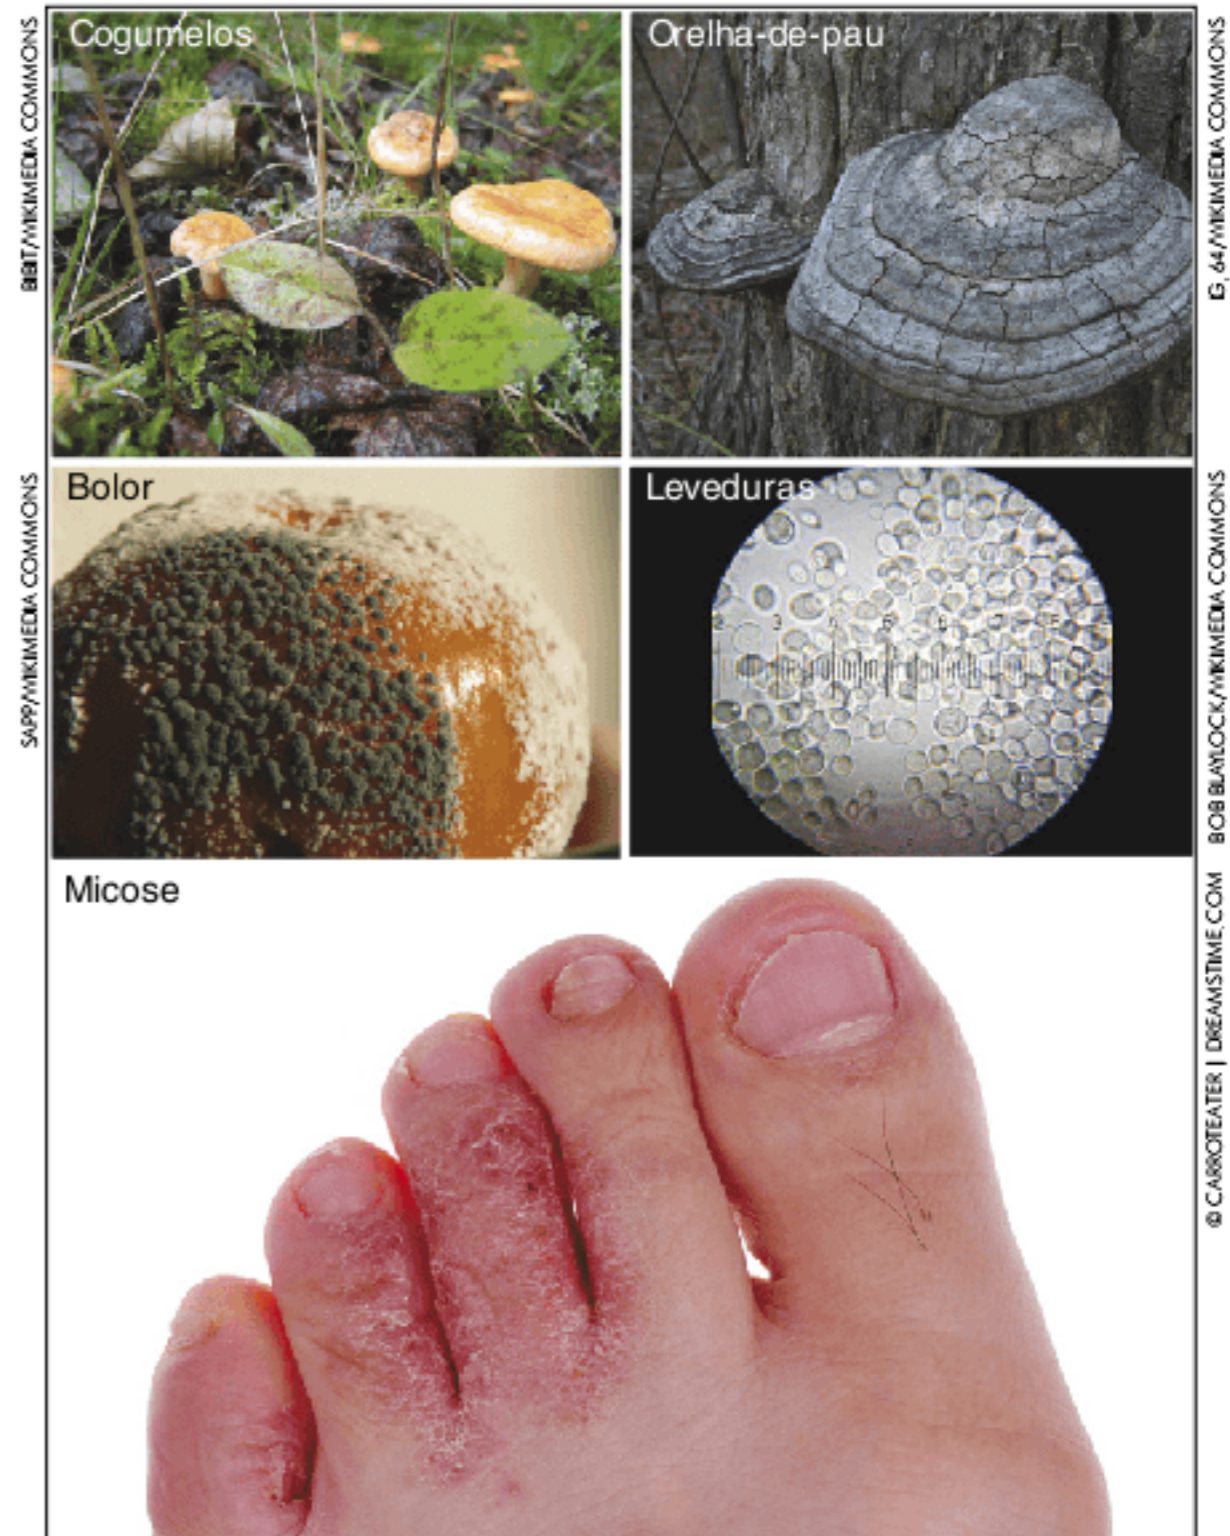 Cogumelos
Orelha-de-pau
BIBIT/WIKIMEDIA COMMONS
IG_64/WIKIMEDIA COMMONS
Bolor
Leveduras
SAPP/WIKIMEDIA COMMONS
BOB BLAYLOCK/WIKIMEDIA COMMONS
Micose
© CARROTEATER | DREAMSTIME.COM